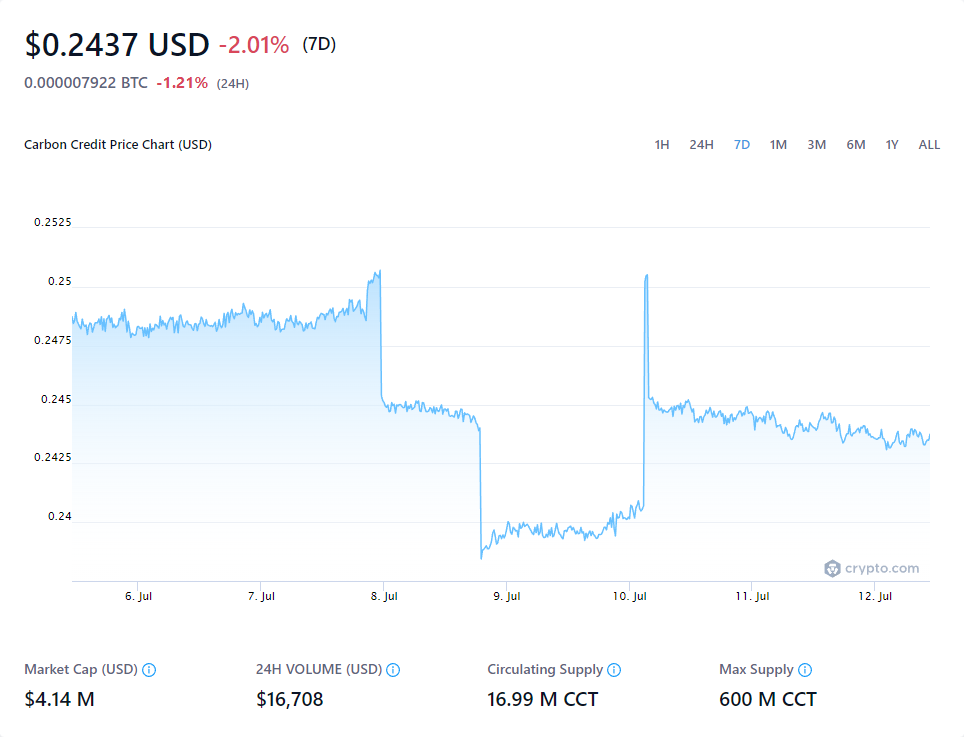 $0.2437 USD -2.01% (7D)
0.000007922 BTC -1.21% (24H)
Carbon Credit Price Chart (USD)
1H 24H 7D 1M 3M 6M 1Y ALL
0.2525
0.25
0.2475
0.245
0.2425
0.24
crypto.com
6. Jul 7. Jul 8. Jul 9. Jul 10. Jul 11. Jul 12. Jul
Market Cap (USD) 24H VOLUME (USD) Circulating Supply Max Supply
$4.14 M $16,708 16.99 M CCT 600 M CCT